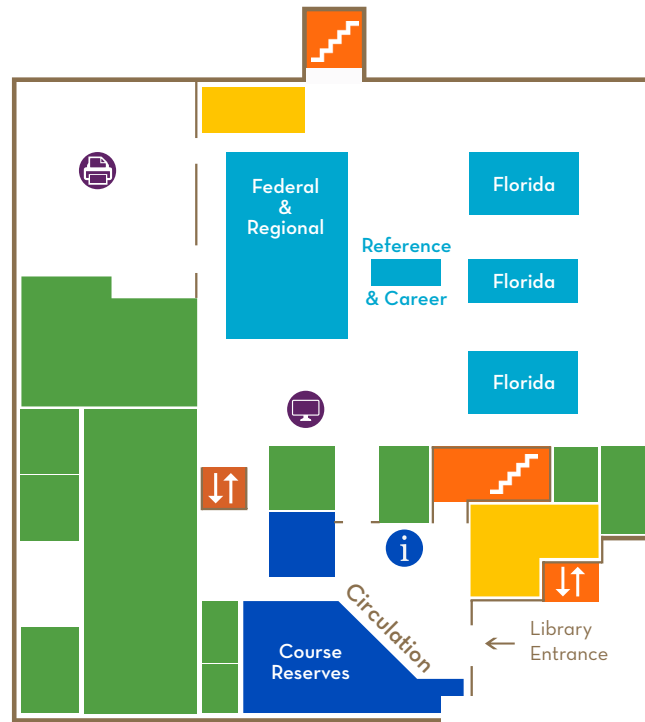 Federal
&
Regional
Florida
Reference
& Career
Florida
Florida
i
Circulation
Course
Reserves
Library
Entrance